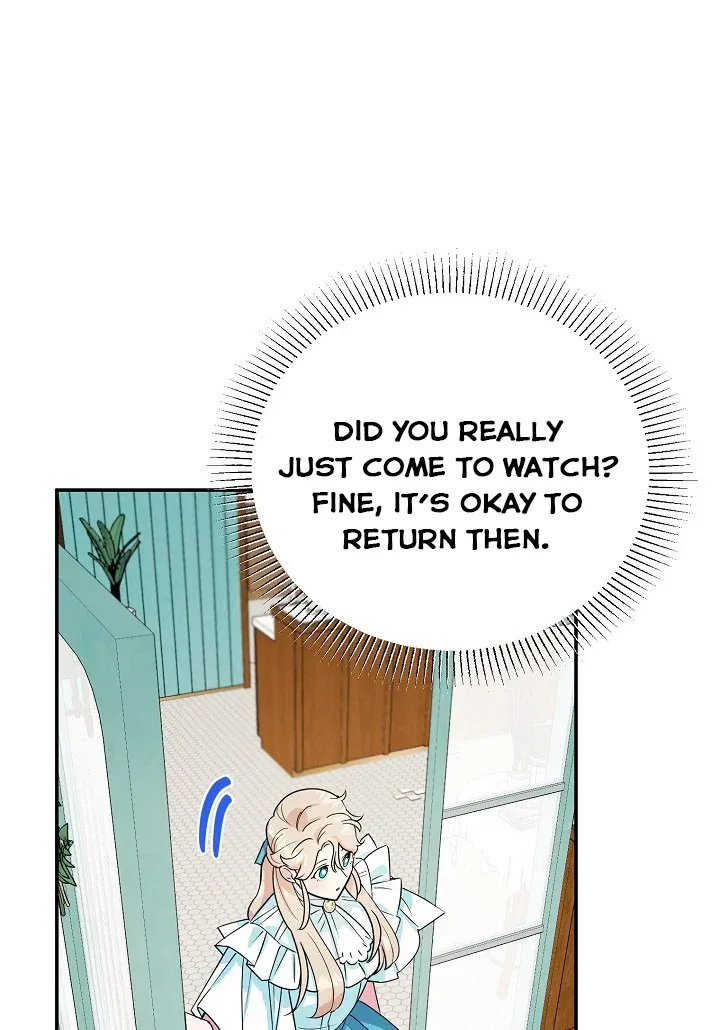 DID YOU REALLY
JUST COME TO WATCH?
FINE, IT'S OKAY TO
RETURN THEN.